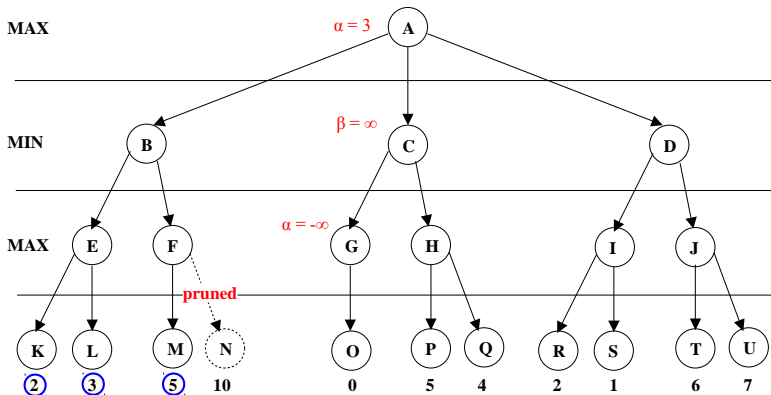 MAX α = 3 A
MIN β = ∞ B C D
MAX α = -∞ E F G H I J
pruned
K L M N O P Q R S T U
2 3 5 10 0 5 4 2 1 6 7